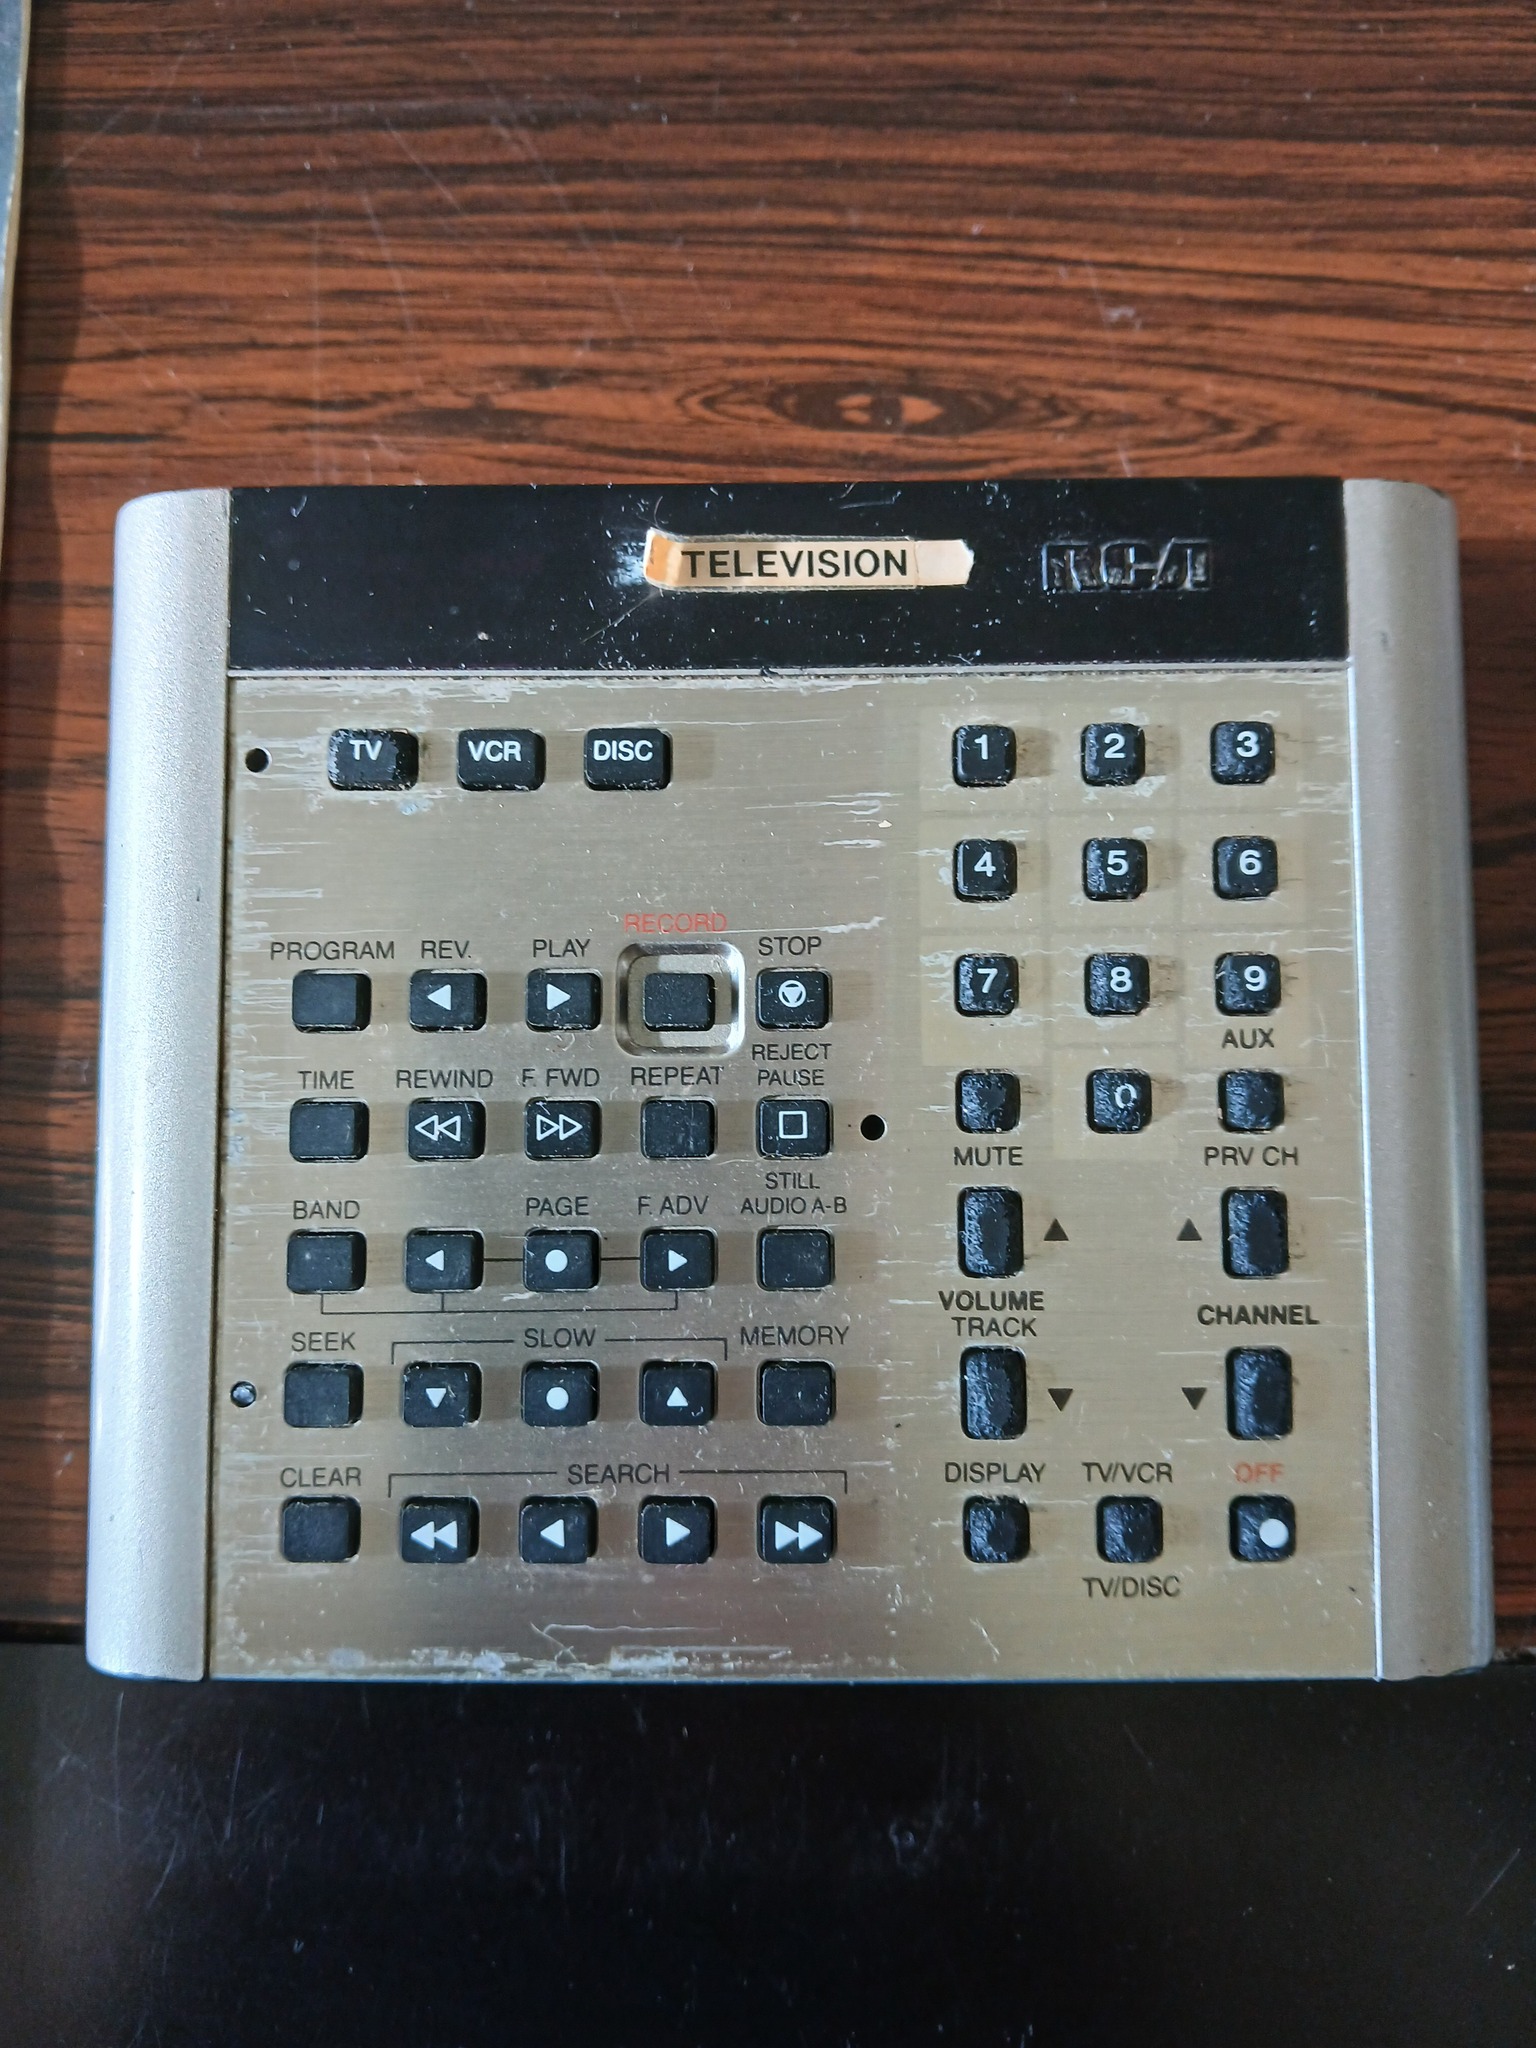 TELEVISION RCA
TV VCR DISC 1 2 3
4 5 6
RECORD
PROGRAM REV. PLAY STOP
7 8 9
AUX
REJECT
TIME REWIND F. FWD REPEAT PAUSE
0
MUTE PRV CH
STILL
BAND PAGE F. ADV AUDIO A-B
VOLUME CHANNEL
TRACK
SEEK SLOW MEMORY
CLEAR SEARCH DISPLAY TV/VCR OFF
TV/DISC